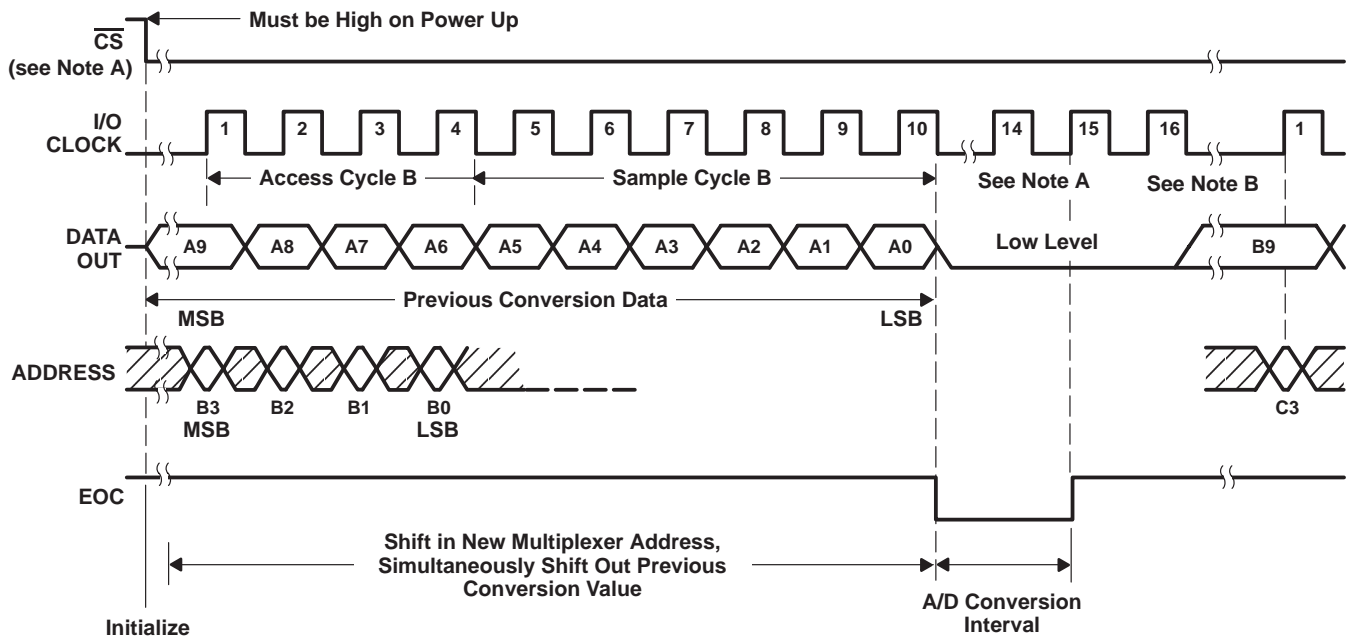 Must be High on Power Up
CS
(see Note A)
I/O
CLOCK
1 2 3 4 5 6 7 8 9 10 14 15 16 1
Access Cycle B
Sample Cycle B
See Note A
See Note B
DATA
OUT
A9 A8 A7 A6 A5 A4 A3 A2 A1 A0
Low Level
B9
Previous Conversion Data
MSB
LSB
ADDRESS
B3 B2 B1 B0
MSB
LSB
C3
EOC
Shift in New Multiplexer Address,
Simultaneously Shift Out Previous
Conversion Value
A/D Conversion
Interval
Initialize